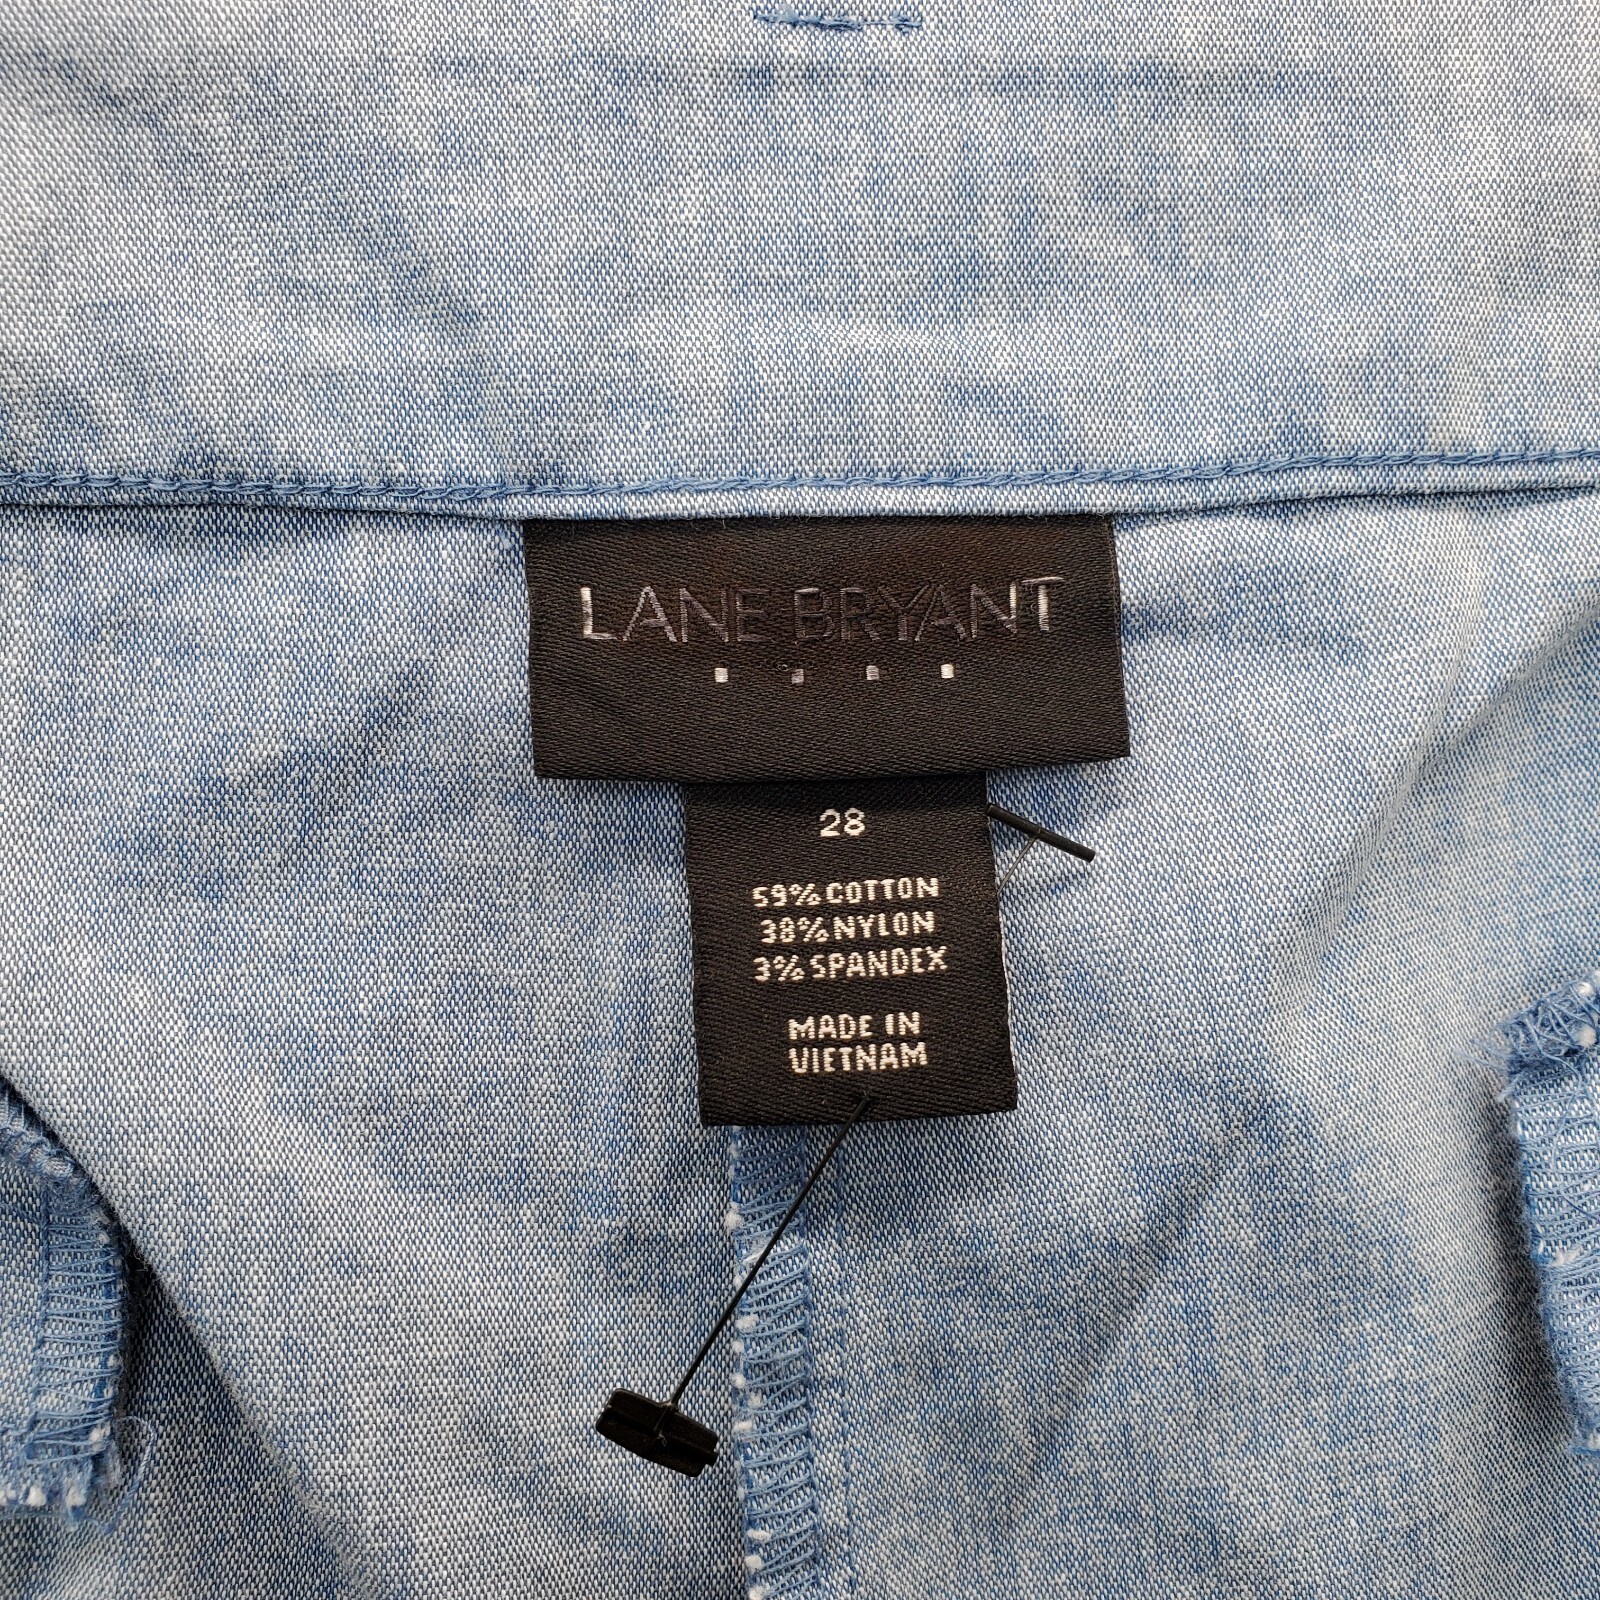 LANE BRYANT
28
59% COTTON
38% NYLON
3% SPANDEX
MADE IN
VIETNAM